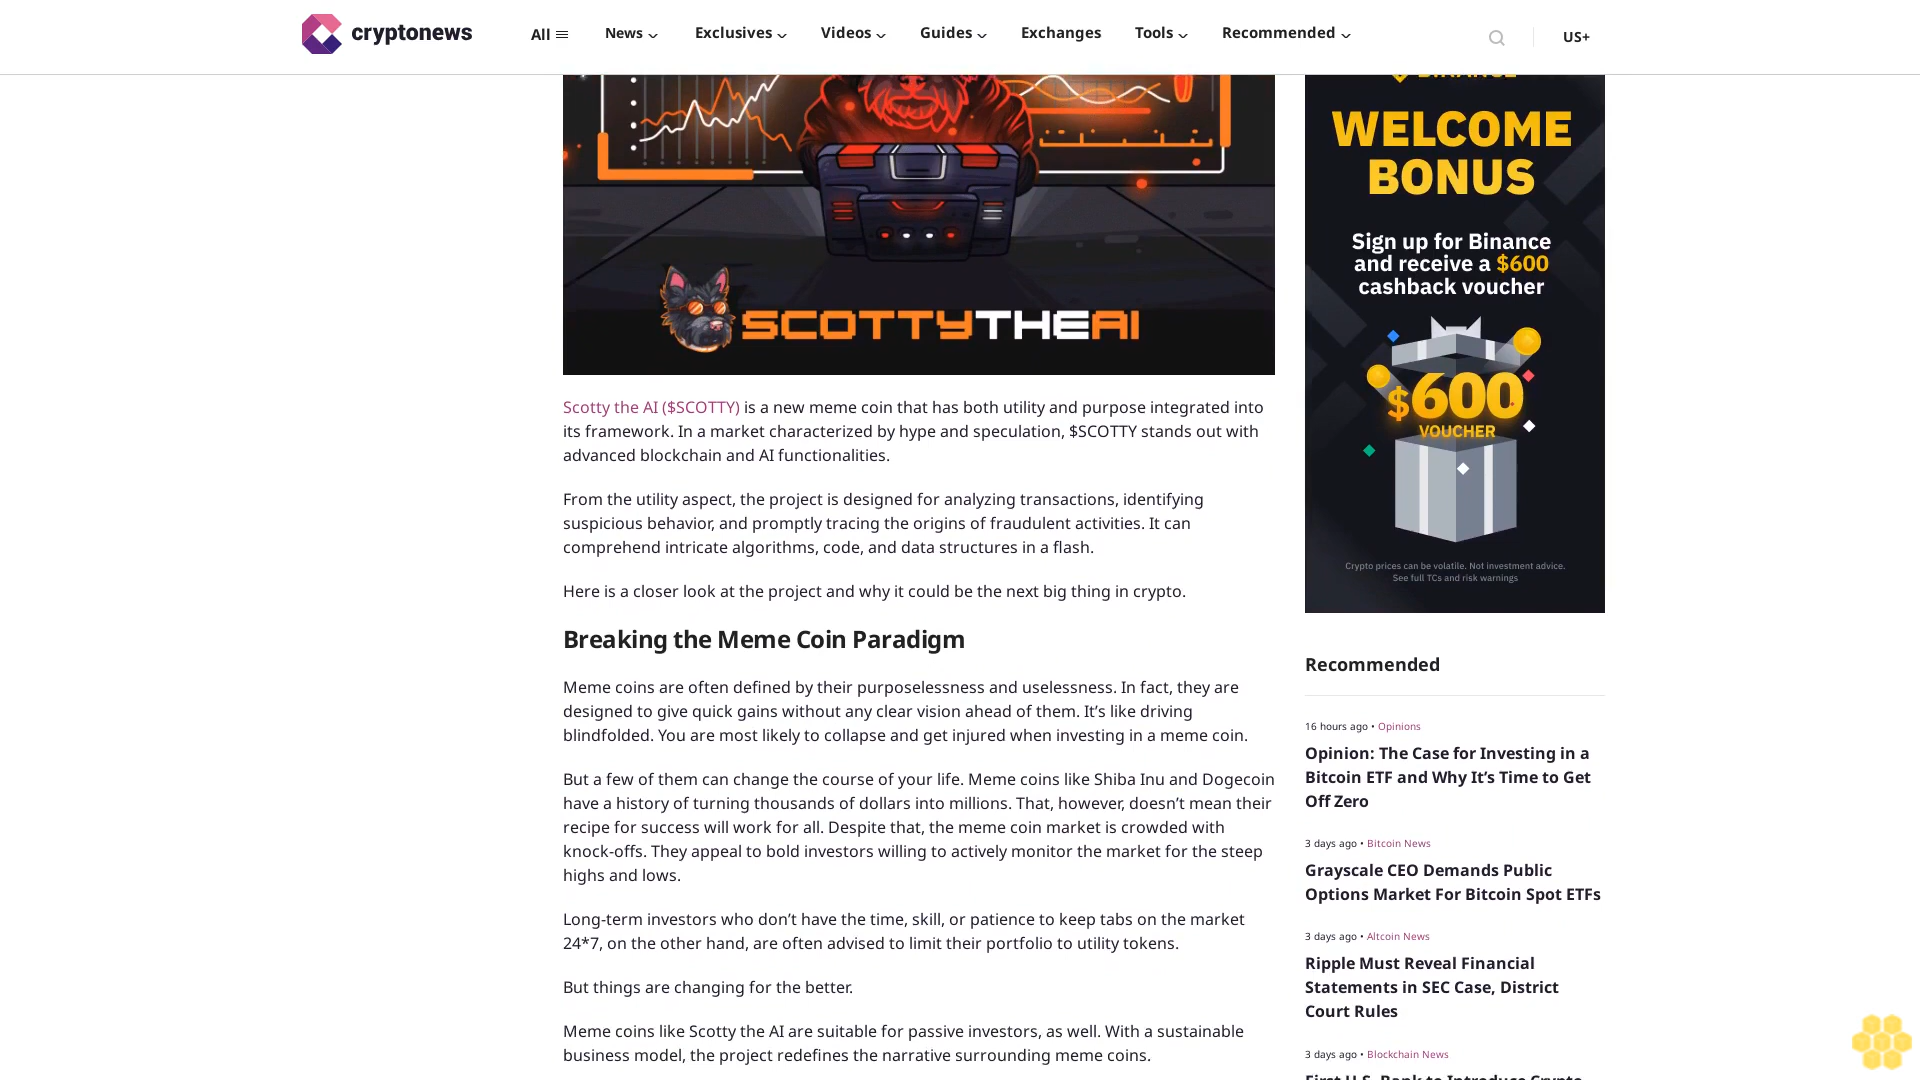 cryptonews
All
News
Exclusives
Videos
Guides
Exchanges
Tools
Recommended
US+
SCOTTYTHEAI
Scotty the AI ($SCOTTY) is a new meme coin that has both utility and purpose integrated into
its framework. In a market characterized by hype and speculation, $SCOTTY stands out with
advanced blockchain and AI functionalities.
From the utility aspect, the project is designed for analyzing transactions, identifying
suspicious behavior, and promptly tracing the origins of fraudulent activities. It can
comprehend intricate algorithms, code, and data structures in a flash.
Here is a closer look at the project and why it could be the next big thing in crypto.
Breaking the Meme Coin Paradigm
Meme coins are often defined by their purposelessness and uselessness. In fact, they are
designed to give quick gains without any clear vision ahead of them. It’s like driving
blindfolded. You are most likely to collapse and get injured when investing in a meme coin.
But a few of them can change the course of your life. Meme coins like Shiba Inu and Dogecoin
have a history of turning thousands of dollars into millions. That, however, doesn’t mean their
recipe for success will work for all. Despite that, the meme coin market is crowded with
knock-offs. They appeal to bold investors willing to actively monitor the market for the steep
highs and lows.
Long-term investors who don’t have the time, skill, or patience to keep tabs on the market
24*7, on the other hand, are often advised to limit their portfolio to utility tokens.
But things are changing for the better.
Meme coins like Scotty the AI are suitable for passive investors, as well. With a sustainable
business model, the project redefines the narrative surrounding meme coins.
WELCOME
BONUS
Sign up for Binance
and receive a $600
cashback voucher
$600
VOUCHER
Crypto prices can be volatile. Not investment advice.
See full TCs and risk warnings
Recommended
16 hours ago • Opinions
Opinion: The Case for Investing in a
Bitcoin ETF and Why It’s Time to Get
Off Zero
3 days ago • Bitcoin News
Grayscale CEO Demands Public
Options Market For Bitcoin Spot ETFs
3 days ago • Altcoin News
Ripple Must Reveal Financial
Statements in SEC Case, District
Court Rules
3 days ago • Blockchain News
First U.S. Bank to Introduce Crypto